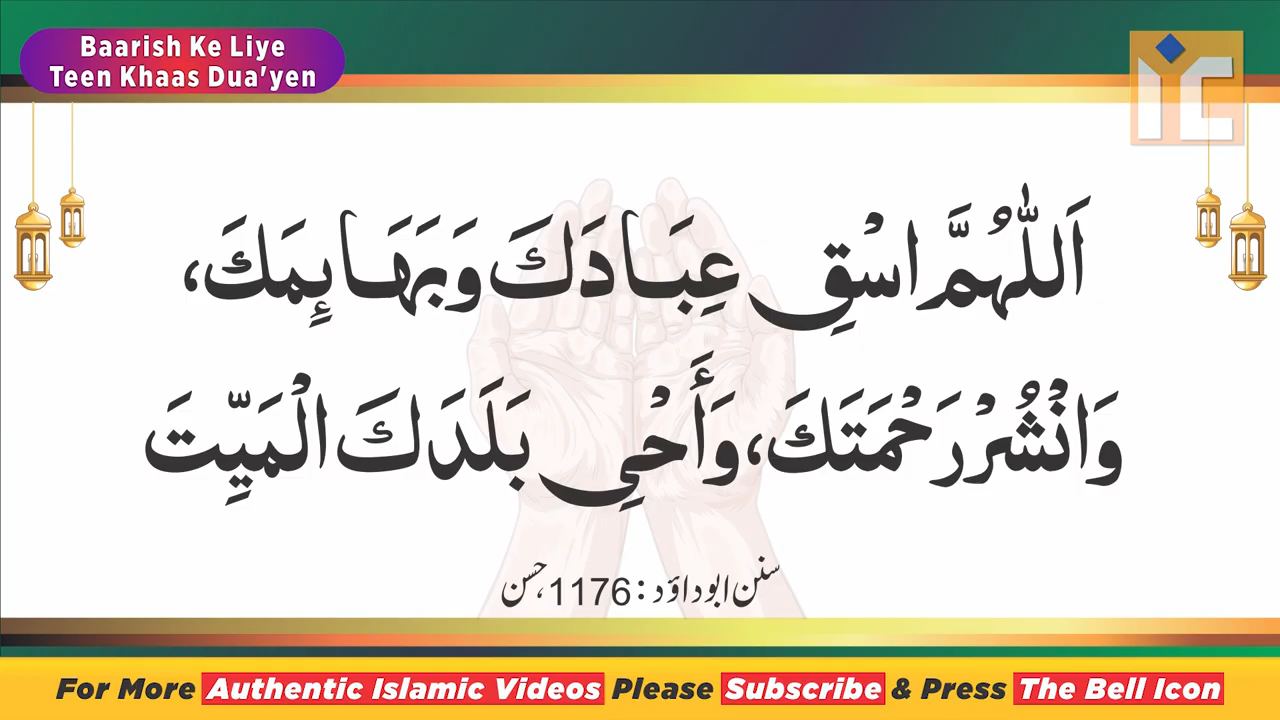 Baarish Ke Liye
Teen Khaas Dua'yen
iYC
اَللّٰهُمَّ اسْقِ عِبَادَكَ وَبَهَائِمَكَ،
وَانْشُرْ رَحْمَتَكَ، وَأَحْيِ بَلَدَكَ الْمَيِّتَ
سنن ابوداؤد: 1176، حسن
For More Authentic Islamic Videos Please Subscribe & Press The Bell Icon